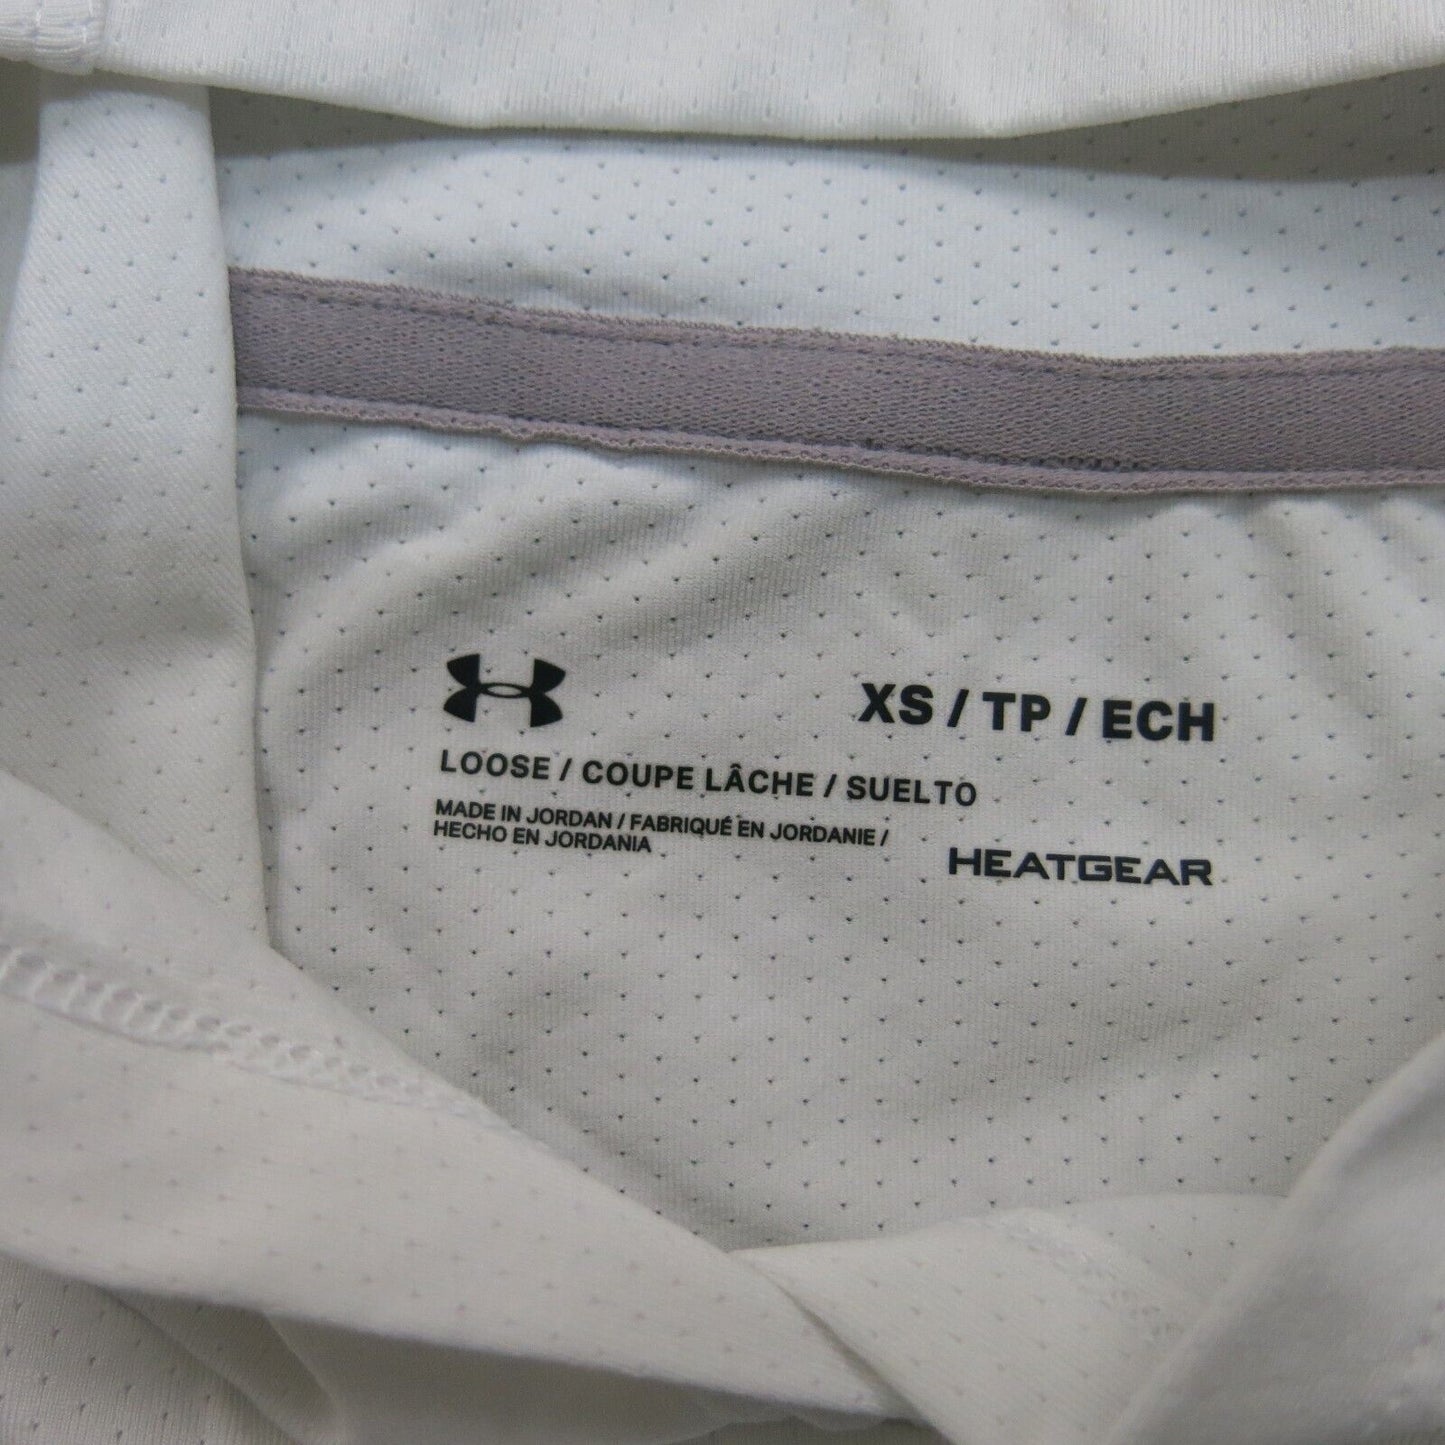 XS / TP / ECH
LOOSE / COUPE LÂCHE / SUELTO
MADE IN JORDAN / FABRIQUÉ EN JORDANIE /
HECHO EN JORDANIA
HEATGEAR